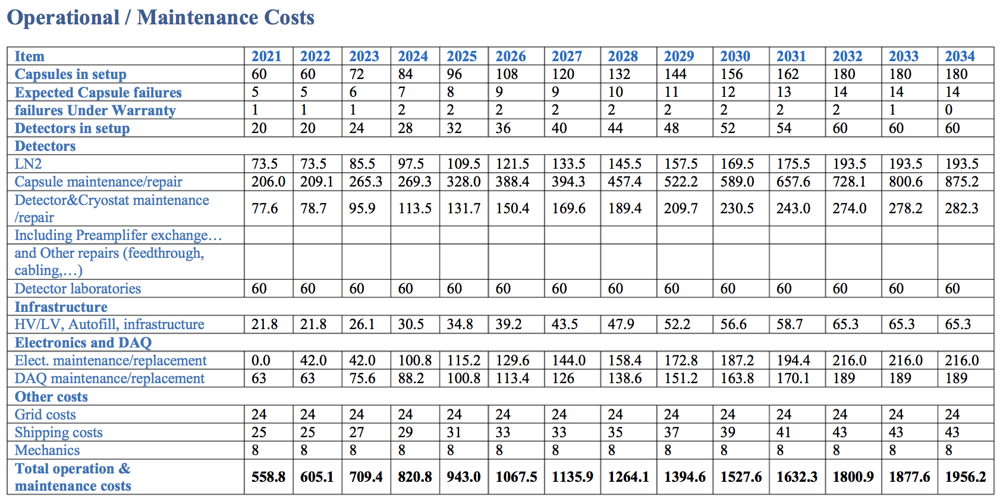 Operational / Maintenance Costs
Item 2021 2022 2023 2024 2025 2026 2027 2028 2029 2030 2031 2032 2033 2034
Capsules in setup 60 60 72 84 96 108 120 132 144 156 162 180 180 180
Expected Capsule failures 5 5 6 7 8 9 9 10 11 12 13 14 14 14
failures Under Warranty 1 1 1 2 2 2 2 2 2 2 2 2 1 0
Detectors in setup 20 20 24 28 32 36 40 44 48 52 54 60 60 60
Detectors
LN2 73.5 73.5 85.5 97.5 109.5 121.5 133.5 145.5 157.5 169.5 175.5 193.5 193.5 193.5
Capsule maintenance/repair 206.0 209.1 265.3 269.3 328.0 388.4 394.3 457.4 522.2 589.0 657.6 728.1 800.6 875.2
Detector&Cryostat maintenance
/repair 77.6 78.7 95.9 113.5 131.7 150.4 169.6 189.4 209.7 230.5 243.0 274.0 278.2 282.3
Including Preamplifer exchange…
and Other repairs (feedthrough,
cabling,…)
Detector laboratories 60 60 60 60 60 60 60 60 60 60 60 60 60 60
Infrastructure
HV/LV, Autofill, infrastructure 21.8 21.8 26.1 30.5 34.8 39.2 43.5 47.9 52.2 56.6 58.7 65.3 65.3 65.3
Electronics and DAQ
Elect. maintenance/replacement 0.0 42.0 42.0 100.8 115.2 129.6 144.0 158.4 172.8 187.2 194.4 216.0 216.0 216.0
DAQ maintenance/replacement 63 63 75.6 88.2 100.8 113.4 126 138.6 151.2 163.8 170.1 189 189 189
Other costs
Grid costs 24 24 24 24 24 24 24 24 24 24 24 24 24 24
Shipping costs 25 25 27 29 31 33 33 35 37 39 41 43 43 43
Mechanics 8 8 8 8 8 8 8 8 8 8 8 8 8 8
Total operation &
maintenance costs 558.8 605.1 709.4 820.8 943.0 1067.5 1135.9 1264.1 1394.6 1527.6 1632.3 1800.9 1877.6 1956.2